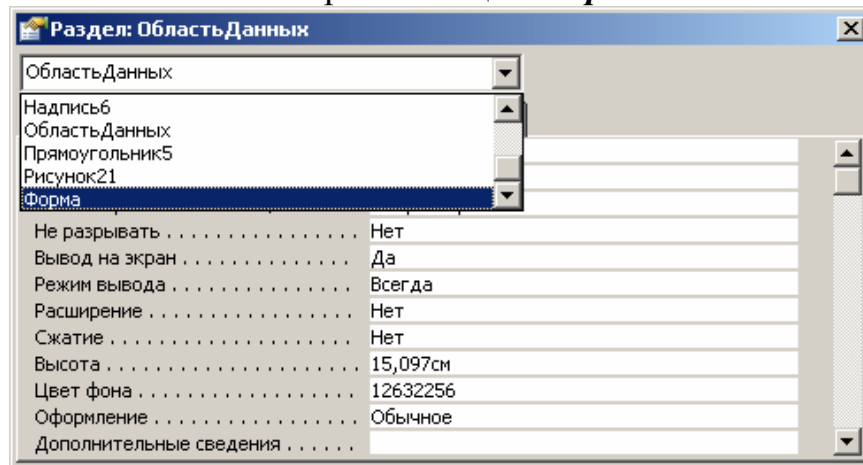 Раздел: ОбластьДанных
ОбластьДанных
Надпись6
ОбластьДанных
Прямоугольник5
Рисунок21
Форма
Не разрывать . . . . . . . . . . . . . . . . Нет
Вывод на экран . . . . . . . . . . . . . . Да
Режим вывода . . . . . . . . . . . . . . . Всегда
Расширение . . . . . . . . . . . . . . . . . . Нет
Сжатие . . . . . . . . . . . . . . . . . . . . . Нет
Высота . . . . . . . . . . . . . . . . . . . . . 15,097см
Цвет фона . . . . . . . . . . . . . . . . . . 12632256
Оформление . . . . . . . . . . . . . . . . . Обычное
Дополнительные сведения . . . . . .